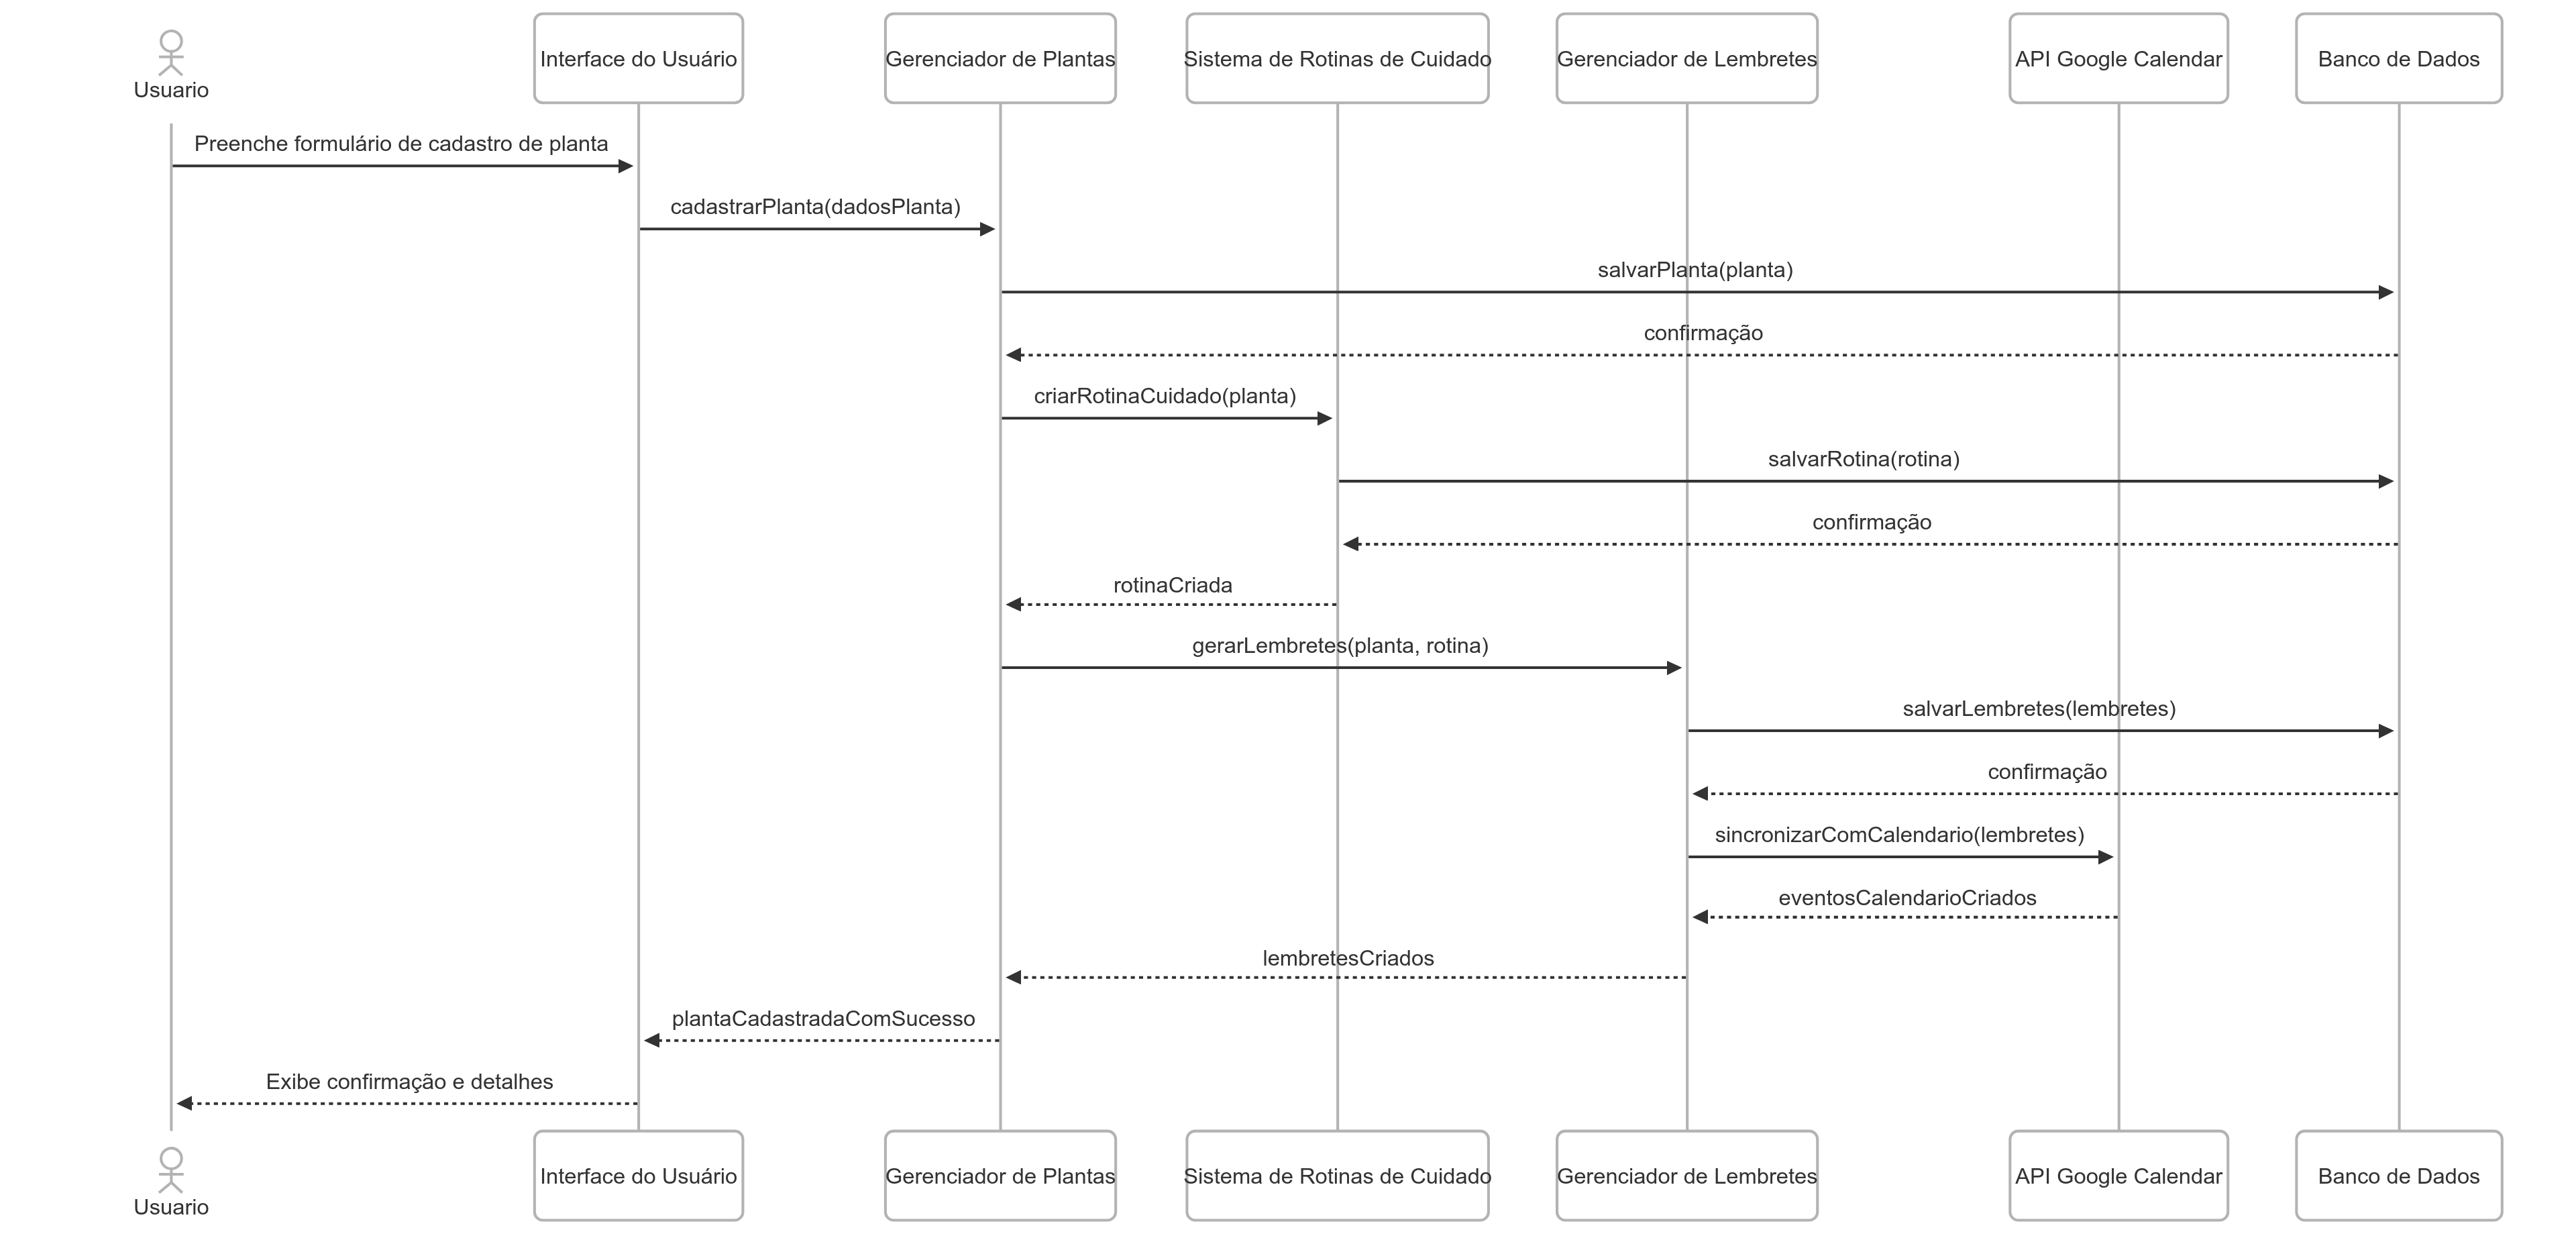 Usuario
Interface do Usuário
Gerenciador de Plantas
Sistema de Rotinas de Cuidado
Gerenciador de Lembretes
API Google Calendar
Banco de Dados
Preenche formulário de cadastro de planta
cadastrarPlanta(dadosPlanta)
salvarPlanta(planta)
confirmação
criarRotinaCuidado(planta)
salvarRotina(rotina)
confirmação
rotinaCriada
gerarLembretes(planta, rotina)
salvarLembretes(lembretes)
confirmação
sincronizarComCalendario(lembretes)
eventosCalendarioCriados
lembretesCriados
plantaCadastradaComSucesso
Exibe confirmação e detalhes
Usuario
Interface do Usuário
Gerenciador de Plantas
Sistema de Rotinas de Cuidado
Gerenciador de Lembretes
API Google Calendar
Banco de Dados